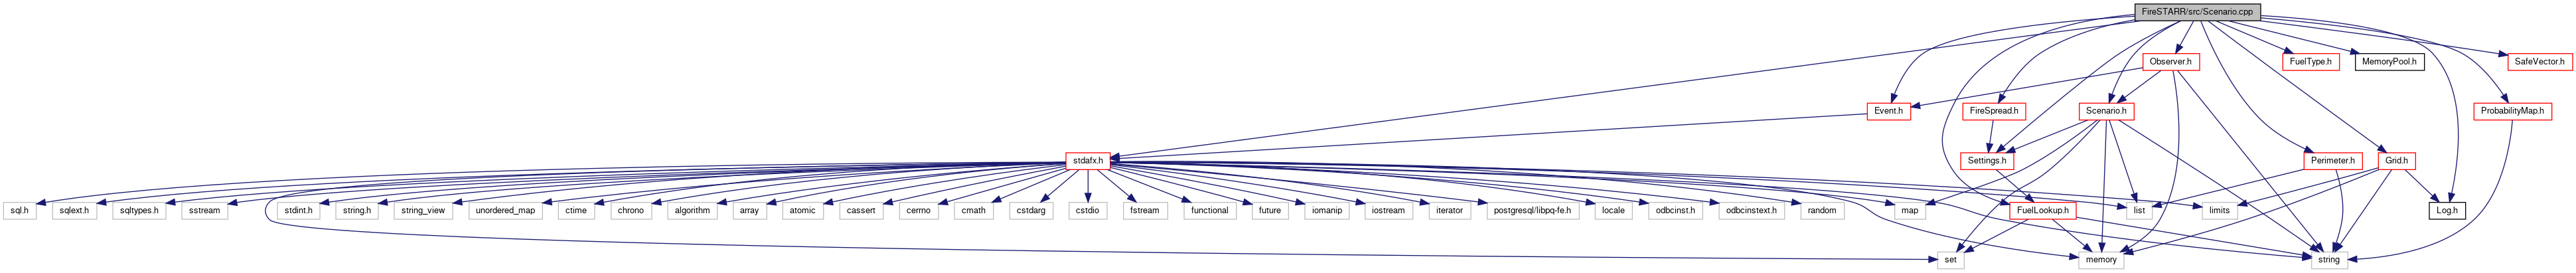 FireSTARR/src/Scenario.cpp
Observer.h
FuelType.h
MemoryPool.h
SafeVector.h
Event.h
FireSpread.h
Scenario.h
ProbabilityMap.h
stdafx.h
Settings.h
Perimeter.h
Grid.h
sql.h
sqlext.h
sqltypes.h
sstream
stdint.h
string.h
string_view
unordered_map
ctime
chrono
algorithm
array
atomic
cassert
cerrno
cmath
cstdarg
cstdio
fstream
functional
future
iomanip
iostream
iterator
postgresql/libpq-fe.h
locale
odbcinst.h
odbcinstext.h
random
map
FuelLookup.h
list
limits
Log.h
set
memory
string